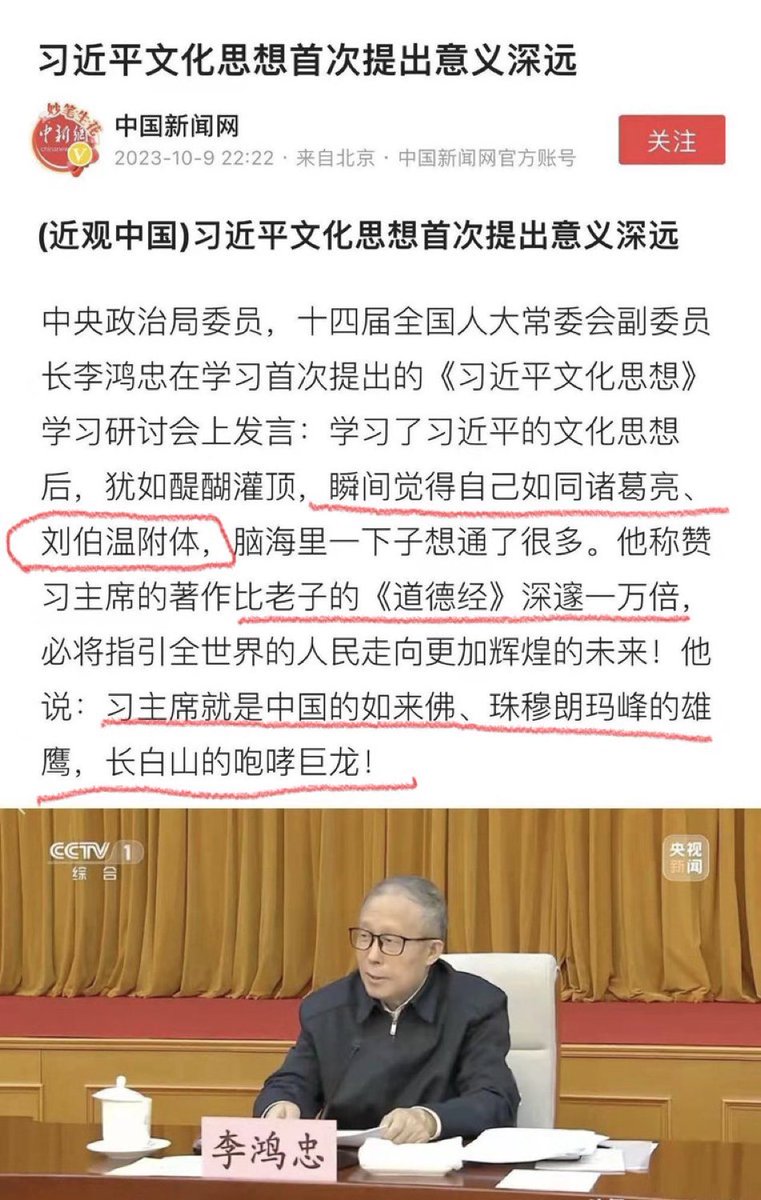 习近平文化思想首次提出意义深远
中国新闻网
2023-10-9 22:22 · 来自北京 · 中国新闻网官方账号
关注
(近观中国)习近平文化思想首次提出意义深远
中央政治局委员，十四届全国人大常委会副委员
长李鸿忠在学习首次提出的《习近平文化思想》
学习研讨会上发言：学习了习近平的文化思想
后，犹如醍醐灌顶，瞬间觉得自己如同诸葛亮、
刘伯温附体，脑海里一下子想通了很多。他称赞
习主席的著作比老子的《道德经》深邃一万倍，
必将指引全世界的人民走向更加辉煌的未来！他
说：习主席就是中国的如来佛、珠穆朗玛峰的雄
鹰，长白山的咆哮巨龙！
CCTV 1
综合
央视
新闻
李鸿忠